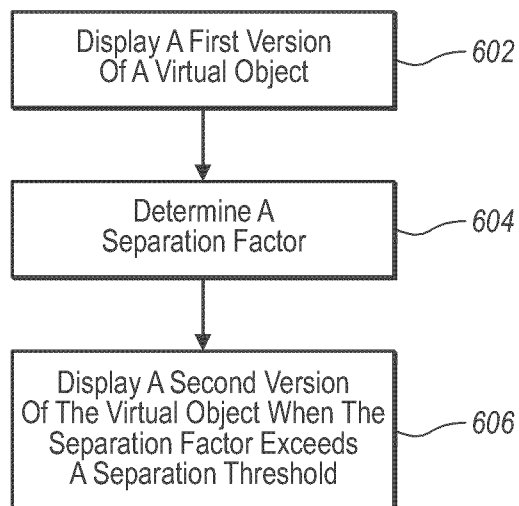 Display A First Version
Of A Virtual Object
602
Determine A
Separation Factor
604
Display A Second Version
Of The Virtual Object When The
Separation Factor Exceeds
A Separation Threshold
606